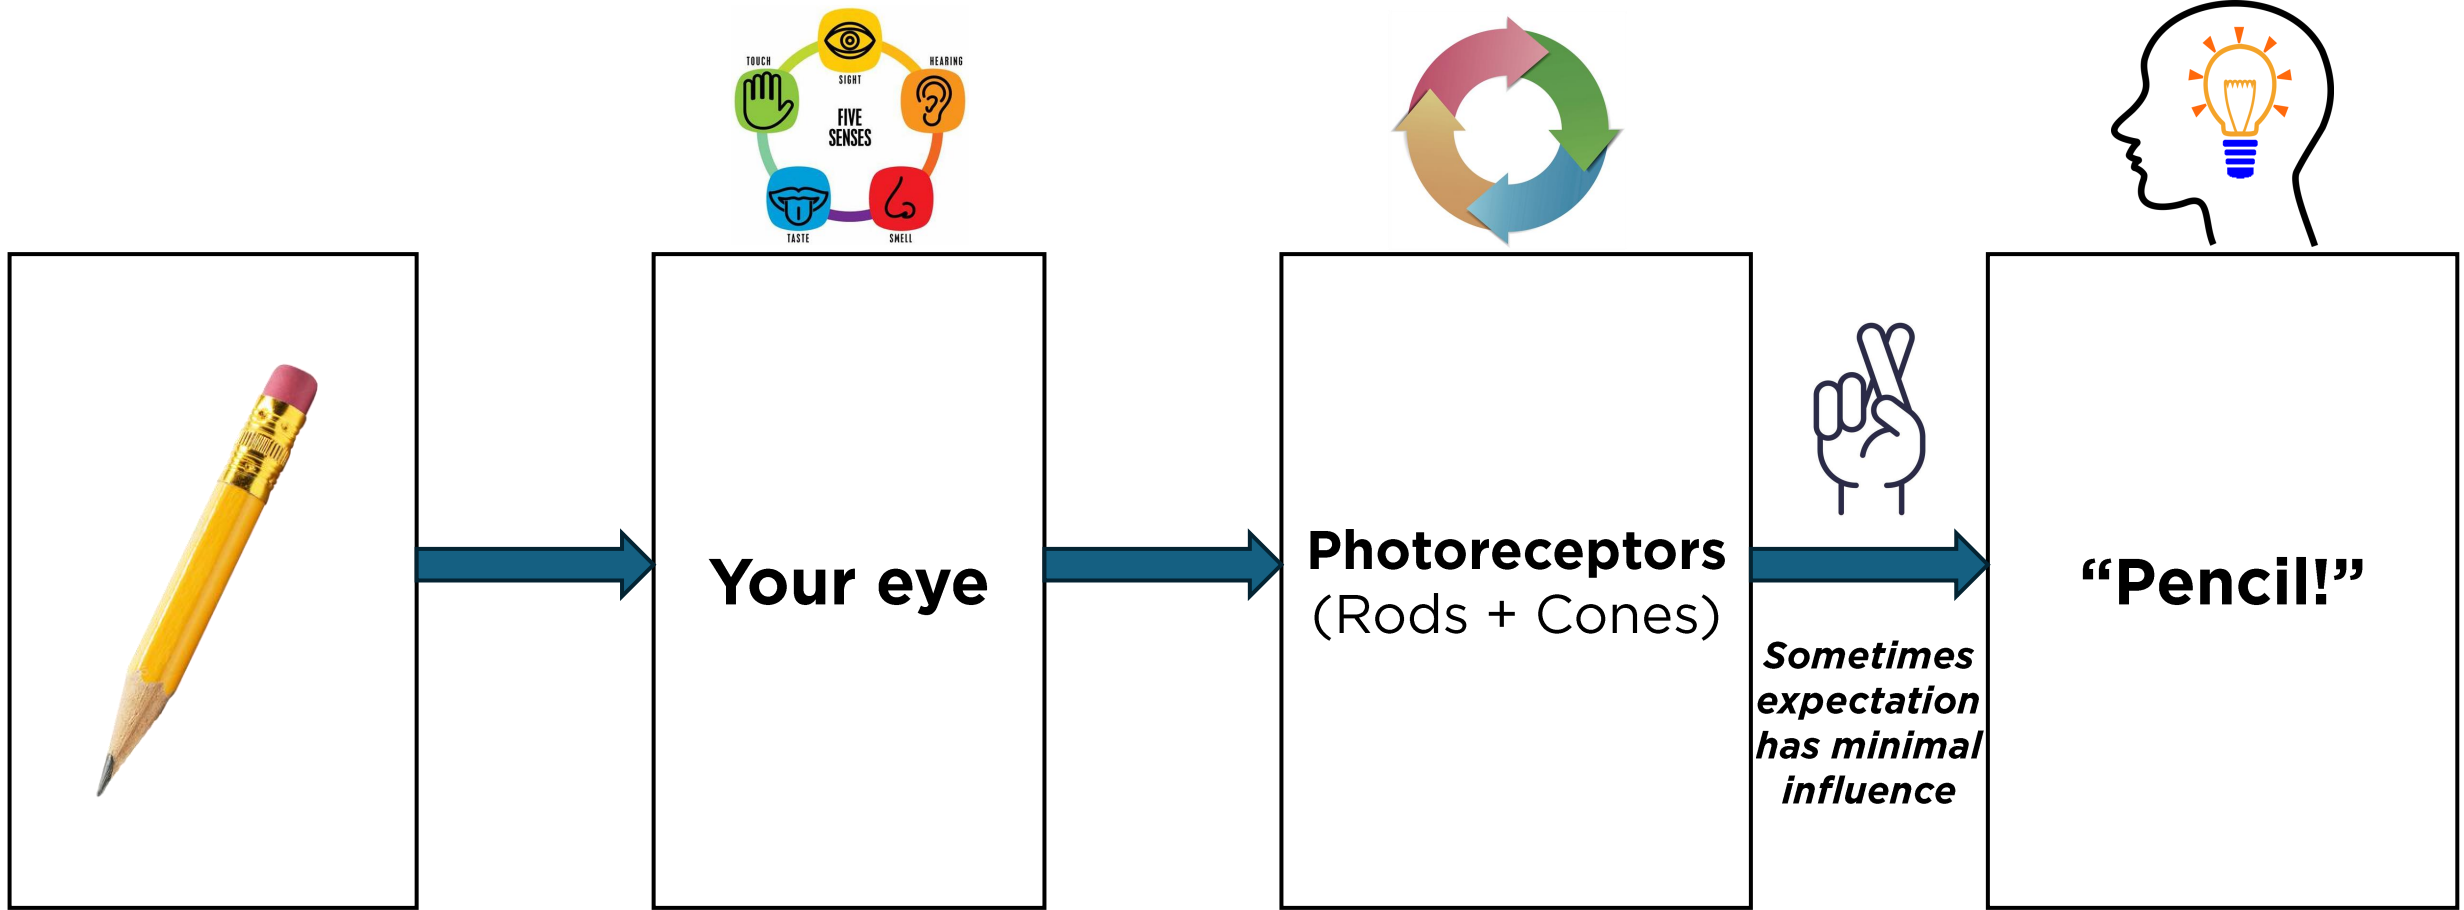 TOUCH
SIGHT
HEARING
FIVE
SENSES
TASTE
SMELL
Your eye
Photoreceptors
(Rods + Cones)
Sometimes
expectation
has minimal
influence
“Pencil!”